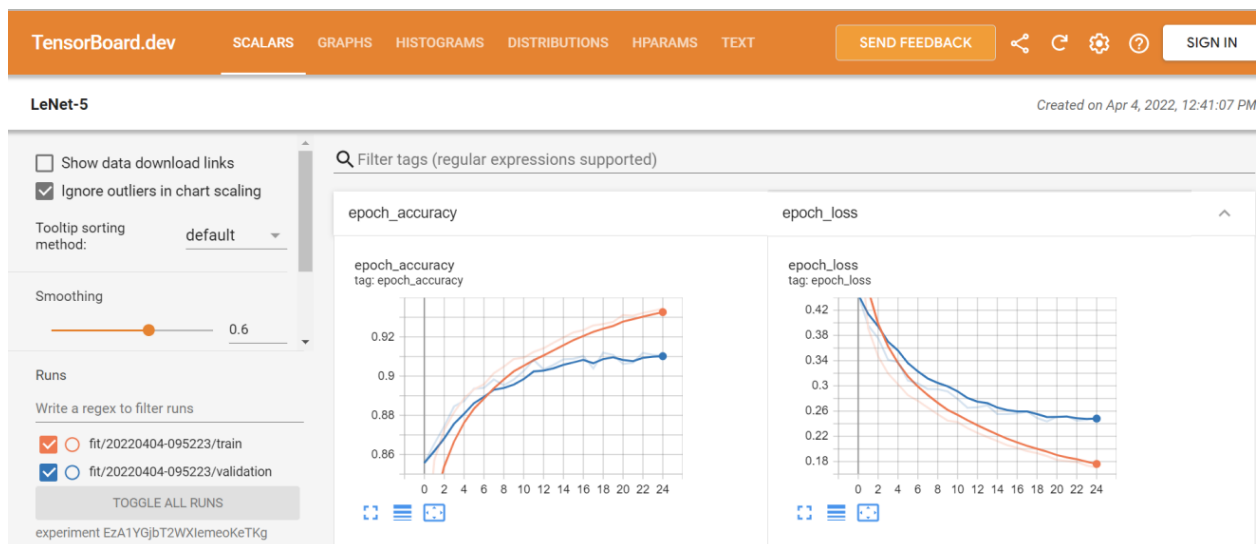 TensorBoard.dev SCALARS GRAPHS HISTOGRAMS DISTRIBUTIONS HPARAMS TEXT SEND FEEDBACK SIGN IN
LeNet-5 Created on Apr 4, 2022, 12:41:07 PM
Show data download links
Ignore outliers in chart scaling
Tooltip sorting
method:
default
Smoothing
0.6
Runs
Write a regex to filter runs
fit/20220404-095223/train
fit/20220404-095223/validation
TOGGLE ALL RUNS
experiment EzA1YGjbT2WXIemeoKeTKg
Filter tags (regular expressions supported)
epoch_accuracy
epoch_accuracy
tag: epoch_accuracy
0.92
0.9
0.88
0.86
0 2 4 6 8 10 12 14 16 18 20 22 24
epoch_loss
epoch_loss
tag: epoch_loss
0.42
0.38
0.34
0.3
0.26
0.22
0.18
0 2 4 6 8 10 12 14 16 18 20 22 24